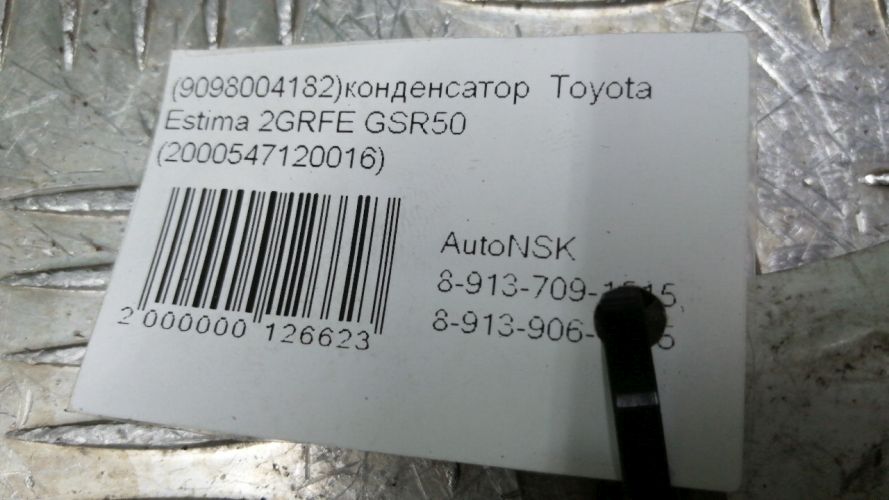 (9098004182)конденсатор Toyota
Estima 2GRFE GSR50
(2000547120016)
AutoNSK
2 000000 126623